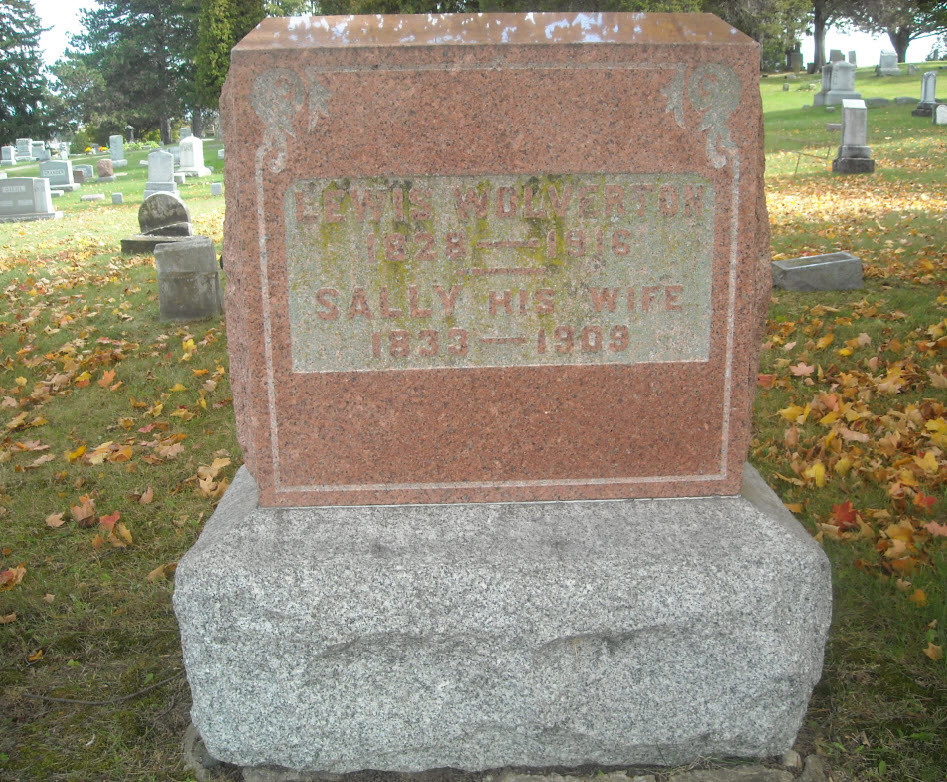 LEWIS WOLVERTON
1828—1916
SALLY HIS WIFE
1833—1909